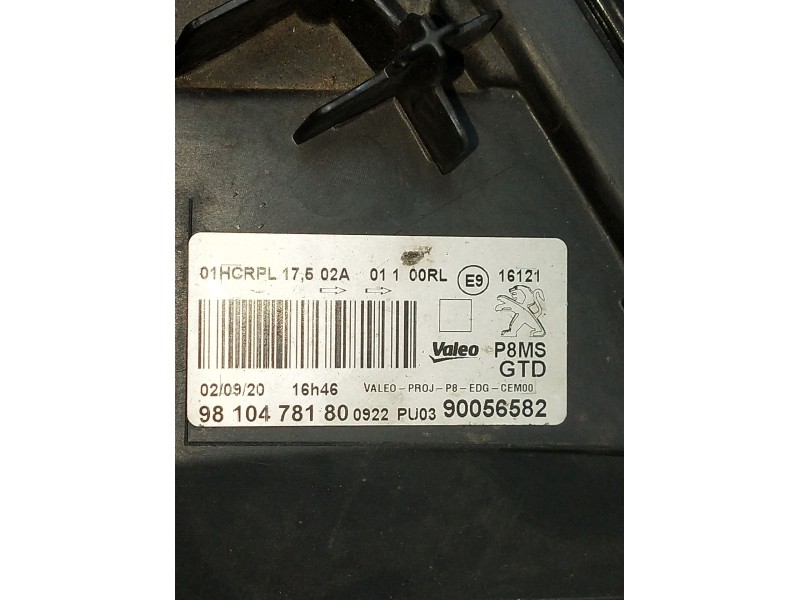 01HCRPL 17,5 02A 01 1 00RL E9 16121
Valeo P8MS
GTD
02/09/20 16h46 VALEO-PROJ-P8-EDG-CEM00
98 104 781 80 0922 PU03 90056582